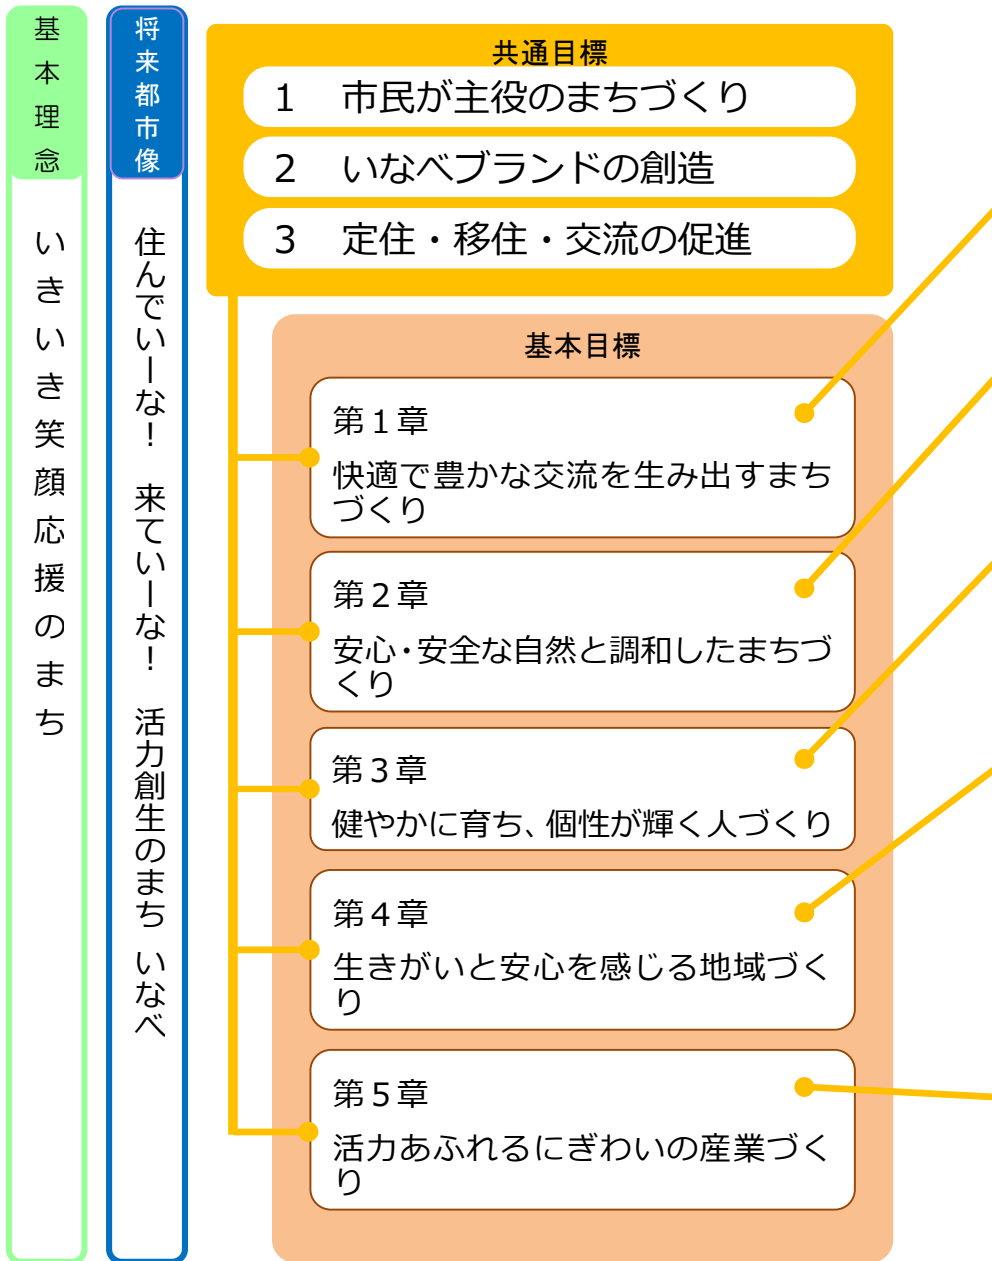 基本理念
いきいき笑顔応援のまち
将来都市像
住んでいーな！　来ていーな！　活力創生のまち いなべ
共通目標
1　市民が主役のまちづくり
2　いなべブランドの創造
3　定住・移住・交流の促進
基本目標
第１章
快適で豊かな交流を生み出すまち
づくり
第２章
安心・安全な自然と調和したまちづ
くり
第３章
健やかに育ち、個性が輝く人づくり
第４章
生きがいと安心を感じる地域づく
り
第５章
活力あふれるにぎわいの産業づく
り